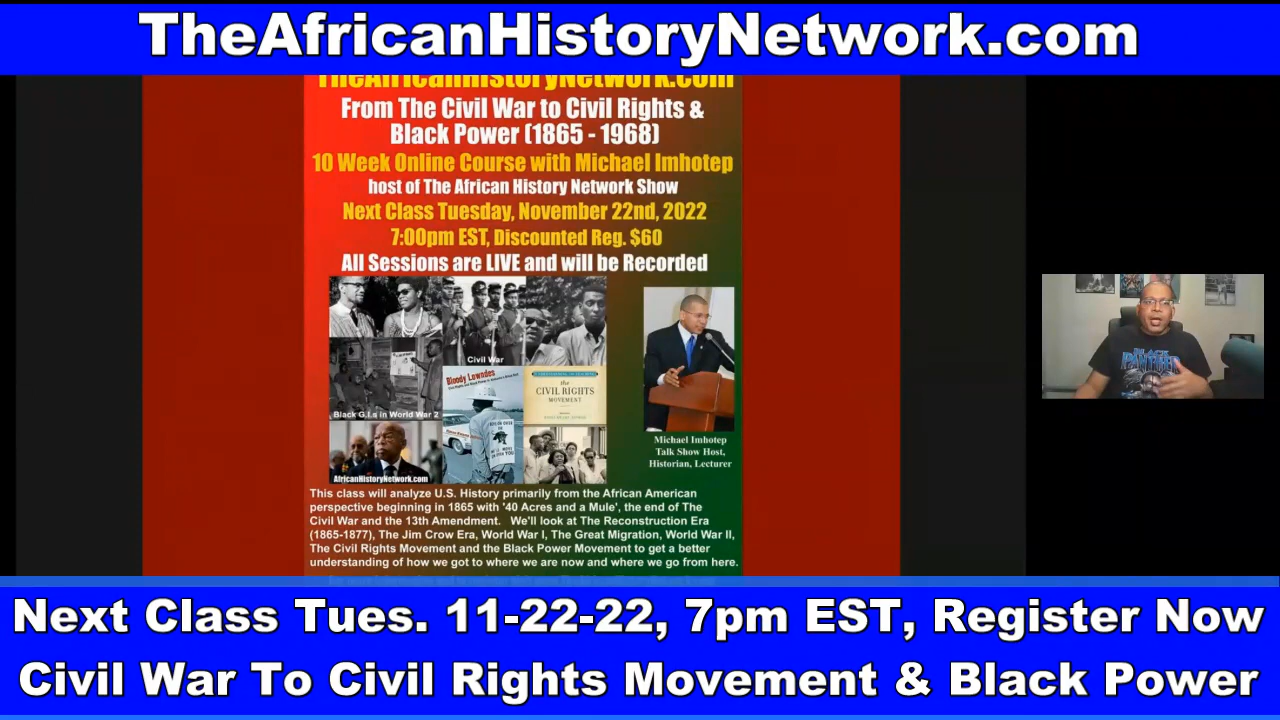 TheAfricanHistoryNetwork.com
TheAfricanHistoryNetwork.com
From The Civil War to Civil Rights &
Black Power (1865 - 1968)
10 Week Online Course with Michael Imhotep
host of The African History Network Show
Next Class Tuesday, November 22nd, 2022
7:00pm EST, Discounted Reg. $60
All Sessions are LIVE and will be Recorded
Civil War
Black G.I.s in World War 2
Bloody Lowndes
the
CIVIL RIGHTS
MOVEMENT
AfricanHistoryNetwork.com
Michael Imhotep
Talk Show Host,
Historian, Lecturer
This class will analyze U.S. History primarily from the African American
perspective beginning in 1865 with '40 Acres and a Mule', the end of The
Civil War and the 13th Amendment. We'll look at The Reconstruction Era
(1865-1877), The Jim Crow Era, World War I, The Great Migration, World War II,
The Civil Rights Movement and the Black Power Movement to get a better
understanding of how we got to where we are now and where we go from here.
PANTHER
Next Class Tues. 11-22-22, 7pm EST, Register Now
Civil War To Civil Rights Movement & Black Power